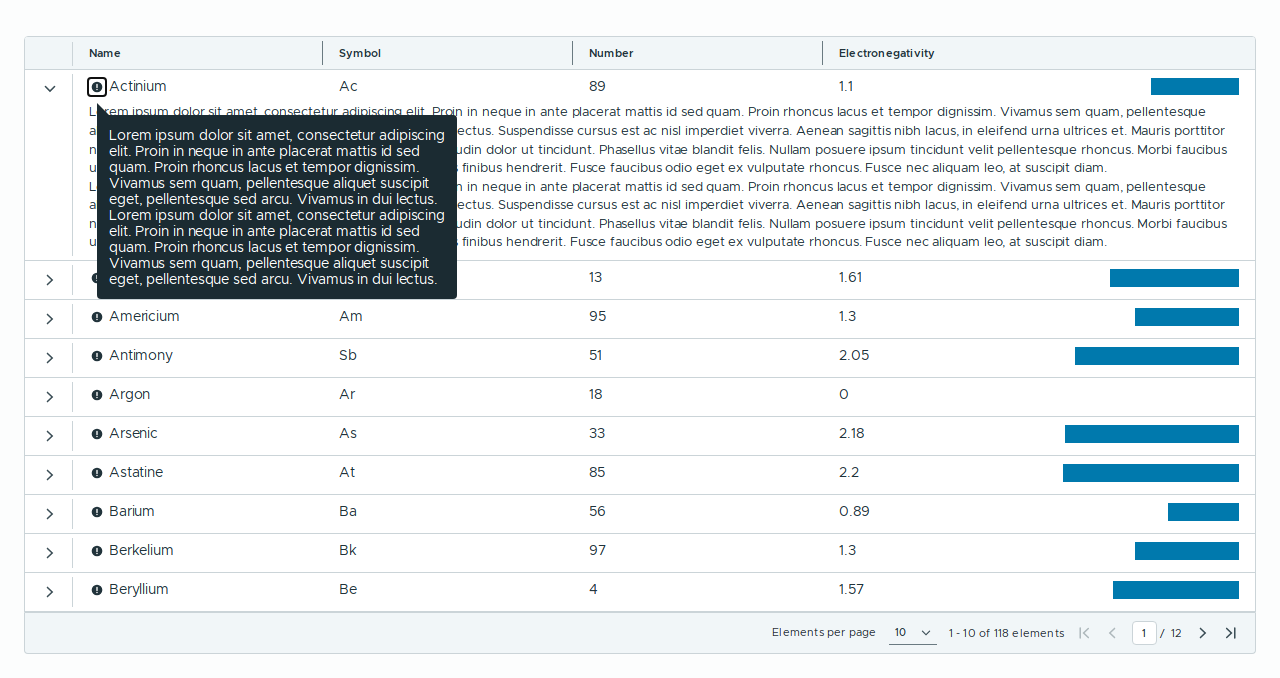 Name Symbol Number Electronegativity
Actinium Ac 89 1.1
Lorem ipsum dolor sit amet, consectetur adipiscing elit. Proin in neque in ante placerat mattis id sed quam. Proin rhoncus lacus et tempor dignissim. Vivamus sem quam, pellentesque
lectus. Suspendisse cursus est ac nisl imperdiet viverra. Aenean sagittis nibh lacus, in eleifend urna ultrices et. Mauris porttitor
dolor ut tincidunt. Phasellus vitae blandit felis. Nullam posuere ipsum tincidunt velit pellentesque rhoncus. Morbi faucibus
finibus hendrerit. Fusce faucibus odio eget ex vulputate rhoncus. Fusce nec aliquam leo, at suscipit diam.
in neque in ante placerat mattis id sed quam. Proin rhoncus lacus et tempor dignissim. Vivamus sem quam, pellentesque
lectus. Suspendisse cursus est ac nisl imperdiet viverra. Aenean sagittis nibh lacus, in eleifend urna ultrices et. Mauris porttitor
dolor ut tincidunt. Phasellus vitae blandit felis. Nullam posuere ipsum tincidunt velit pellentesque rhoncus. Morbi faucibus
finibus hendrerit. Fusce faucibus odio eget ex vulputate rhoncus. Fusce nec aliquam leo, at suscipit diam.
Lorem ipsum dolor sit amet, consectetur adipiscing
elit. Proin in neque in ante placerat mattis id sed
quam. Proin rhoncus lacus et tempor dignissim.
Vivamus sem quam, pellentesque aliquet suscipit
eget, pellentesque sed arcu. Vivamus in dui lectus.
Lorem ipsum dolor sit amet, consectetur adipiscing
elit. Proin in neque in ante placerat mattis id sed
quam. Proin rhoncus lacus et tempor dignissim.
Vivamus sem quam, pellentesque aliquet suscipit
eget, pellentesque sed arcu. Vivamus in dui lectus.
13 1.61
Americium Am 95 1.3
Antimony Sb 51 2.05
Argon Ar 18 0
Arsenic As 33 2.18
Astatine At 85 2.2
Barium Ba 56 0.89
Berkelium Bk 97 1.3
Beryllium Be 4 1.57
Elements per page 10 1 - 10 of 118 elements 1 / 12